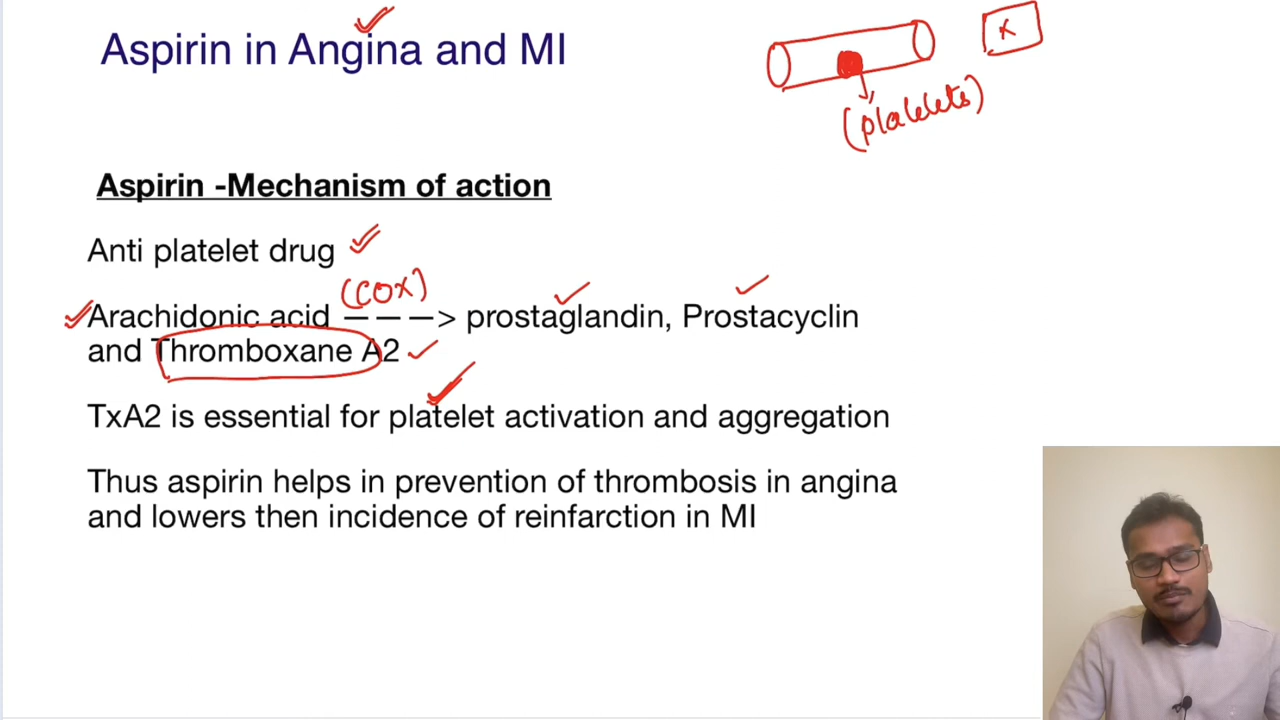 Aspirin in Angina and MI
x
(platelets)
Aspirin -Mechanism of action
Anti platelet drug
(COX)
Arachidonic acid — — —> prostaglandin, Prostacyclin
and Thromboxane A2
TxA2 is essential for platelet activation and aggregation
Thus aspirin helps in prevention of thrombosis in angina
and lowers then incidence of reinfarction in MI